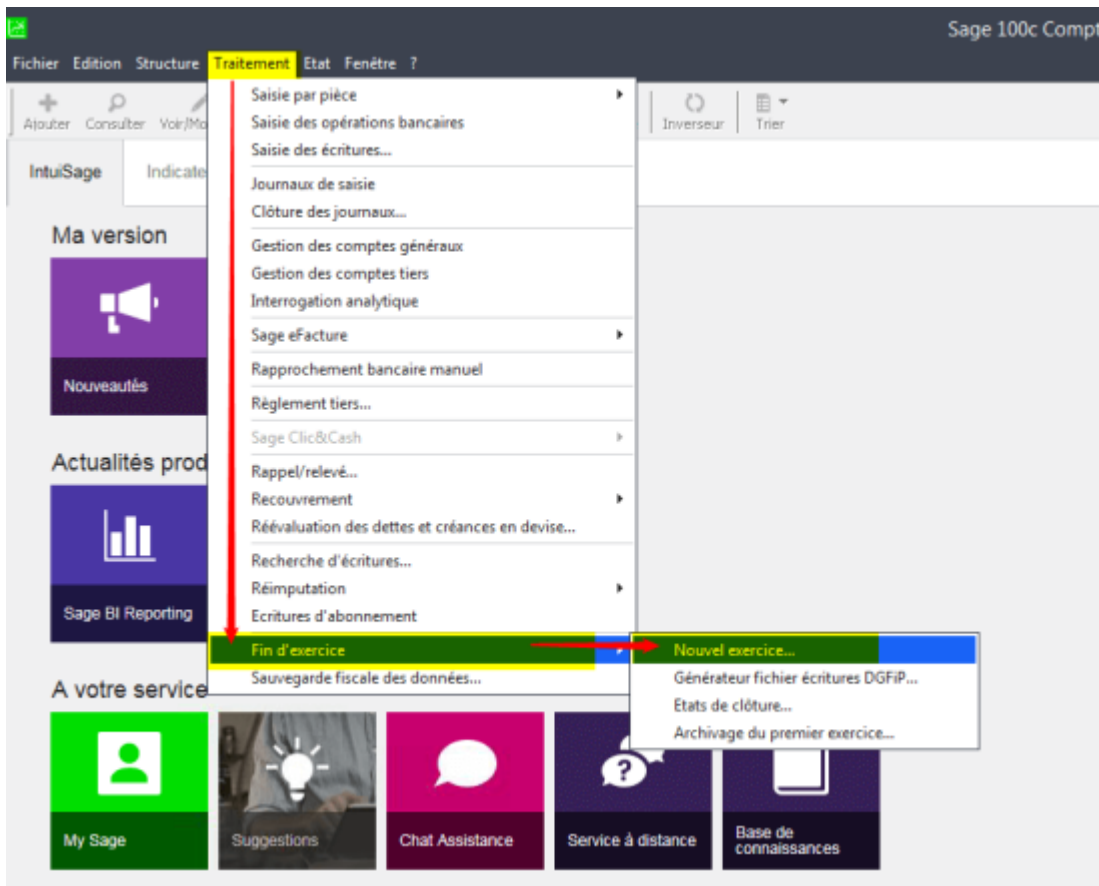 Sage 100c Compt
Fichier Edition Structure Traitement Etat Fenêtre ?
Ajouter Consulter Voir/Mo Inverseur Trier
IntuiSage Indicate
Saisie par pièce
Saisie des opérations bancaires
Saisie des écritures...
Journaux de saisie
Clôture des journaux...
Gestion des comptes généraux
Gestion des comptes tiers
Interrogation analytique
Sage eFacture
Rapprochement bancaire manuel
Règlement tiers...
Sage Clic&Cash
Rappel/relevé...
Recouvrement
Réévaluation des dettes et créances en devise...
Recherche d'écritures...
Réimputation
Ecritures d'abonnement
Fin d'exercice
Sauvegarde fiscale des données...
Nouvel exercice...
Générateur fichier écritures DGFiP...
Etats de clôture...
Archivage du premier exercice...
Ma version
Nouveautés
Actualités prod
Sage BI Reporting
A votre service
My Sage
Suggestions
Chat Assistance
Service à distance
Base de
connaissances